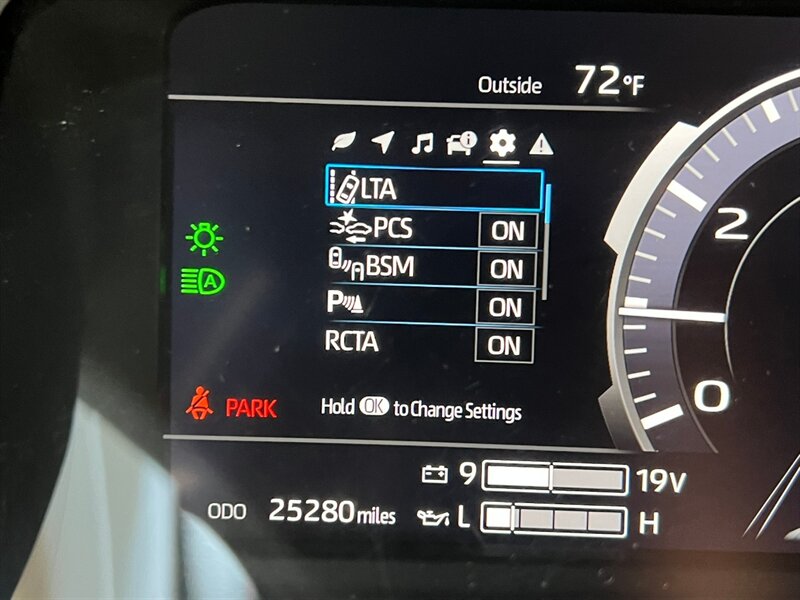 Outside 72°F
LTA
PCS ON
BSM ON
P ON
RCTA ON
2
0
A
PARK
Hold OK to Change Settings
9 19V
ODO 25280 miles L H